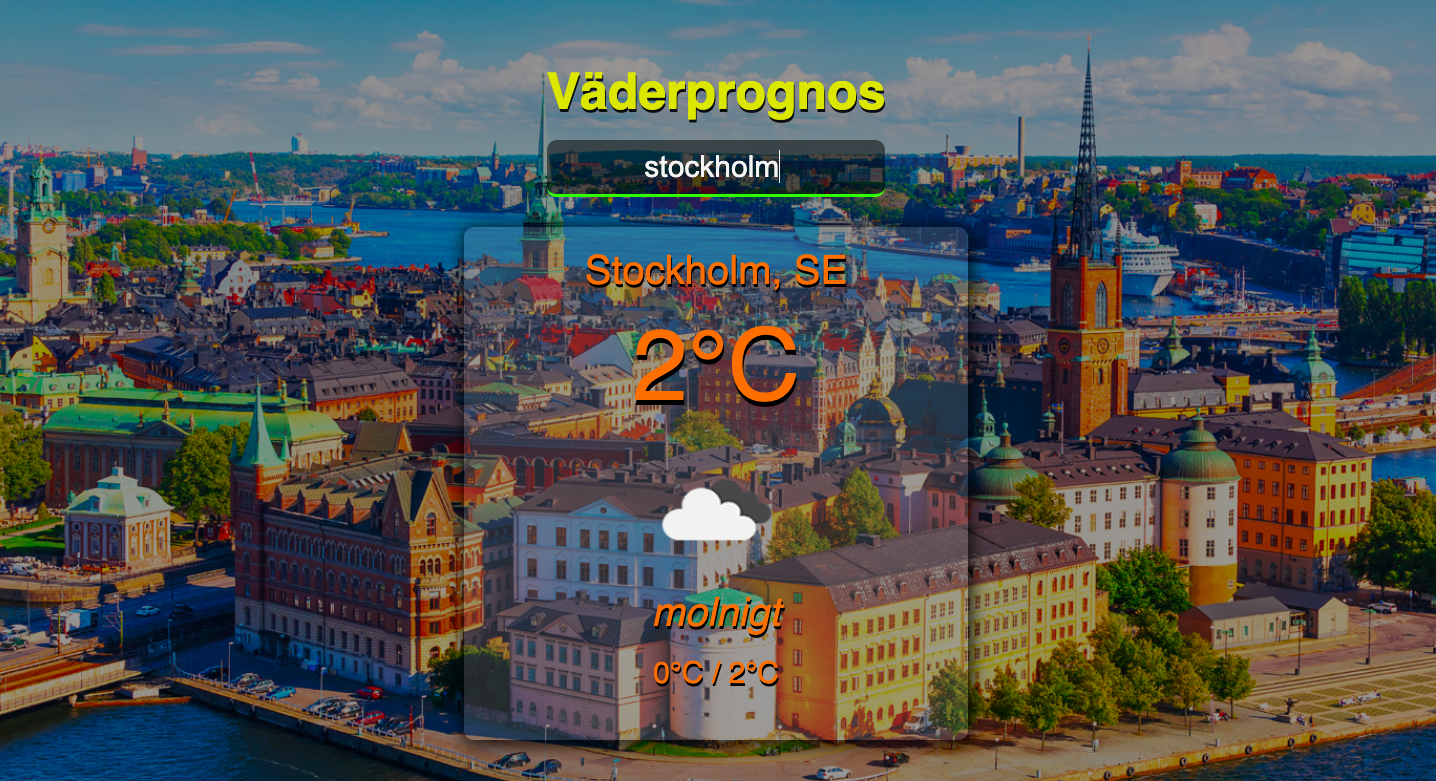 Väderprognos
stockholm
Stockholm, SE
2°C
molnigt
0°C / 2°C